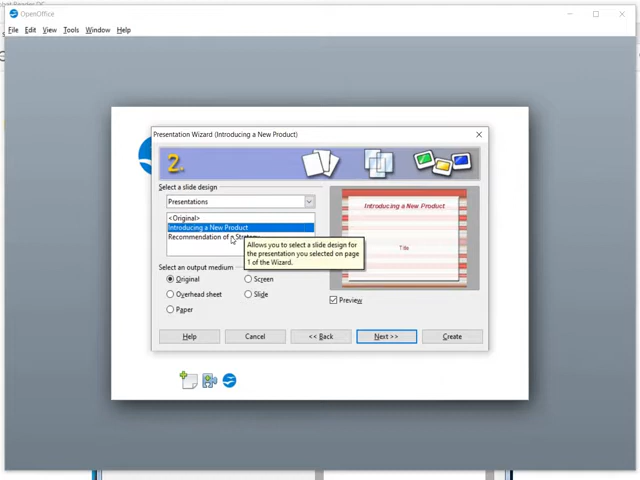 OpenOffice
File Edit View Tools Window Help
Presentation Wizard (Introducing a New Product)
2.
Select a slide design
Presentations
<Original>
Introducing a New Product
Recommendation of a Strategy
Allows you to select a slide design for
the presentation you selected on page
1 of the Wizard.
Select an output medium
Original
Screen
Overhead sheet
Slide
Paper
Introducing a New Product
Title
Preview
Help
Cancel
<< Back
Next >>
Create